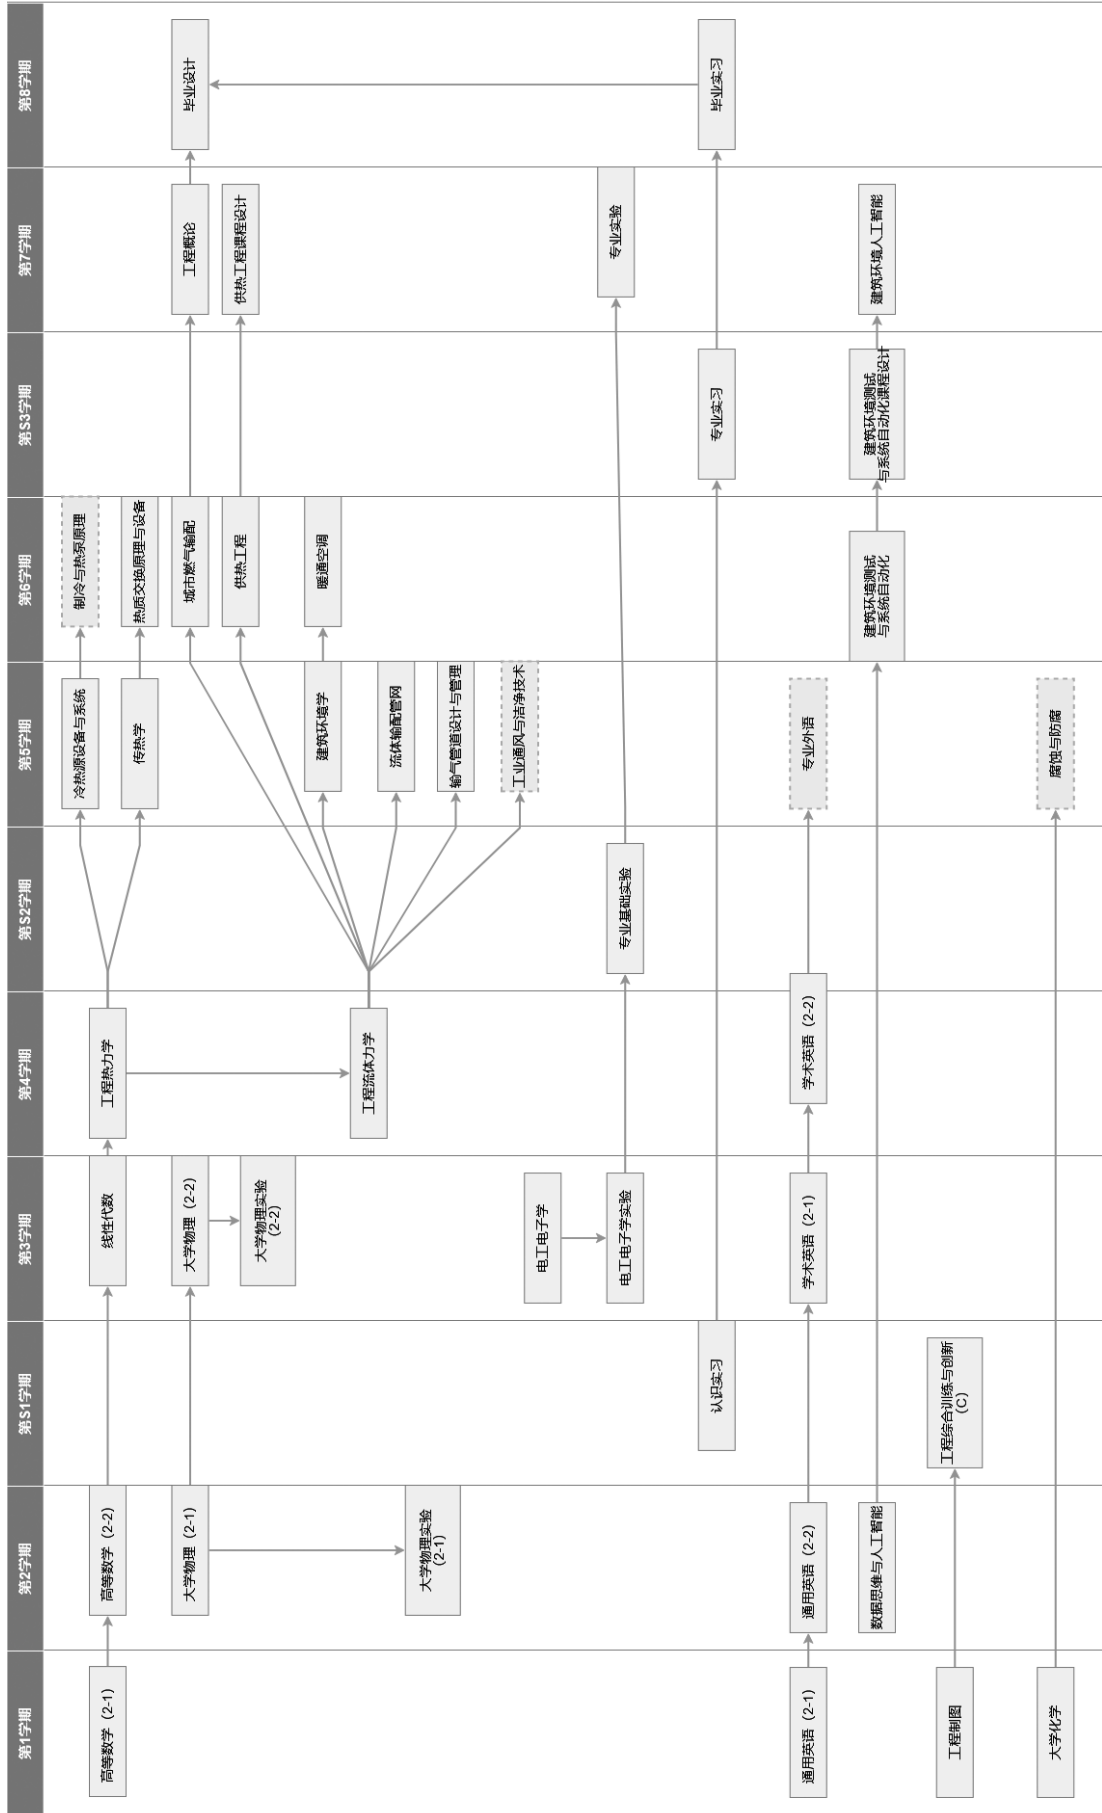 第1学期
高等数学（2-1）
通用英语（2-1）
工程制图
大学化学
第2学期
高等数学（2-2）
大学物理（2-1）
大学物理实验
（2-1）
通用英语（2-2）
数据思维与人工智能
第S1学期
认识实习
工程综合训练与创新
（C）
第3学期
线性代数
大学物理（2-2）
大学物理实验
（2-2）
电工电子学
电工电子学实验
学术英语（2-1）
第4学期
工程热力学
工程流体力学
学术英语（2-2）
第S2学期
专业基础实验
第5学期
冷热源设备与系统
传热学
建筑环境学
流体输配管网
输气管道设计与管理
工业通风与洁净技术
专业外语
腐蚀与防腐
第6学期
制冷与热泵原理
热质交换原理与设备
城市燃气输配
供热工程
暖通空调
建筑环境测试
与系统自动化
第S3学期
专业实习
建筑环境测试
与系统自动化课程设计
第7学期
工程概论
供热工程课程设计
专业实验
建筑环境人工智能
第8学期
毕业设计
毕业实习